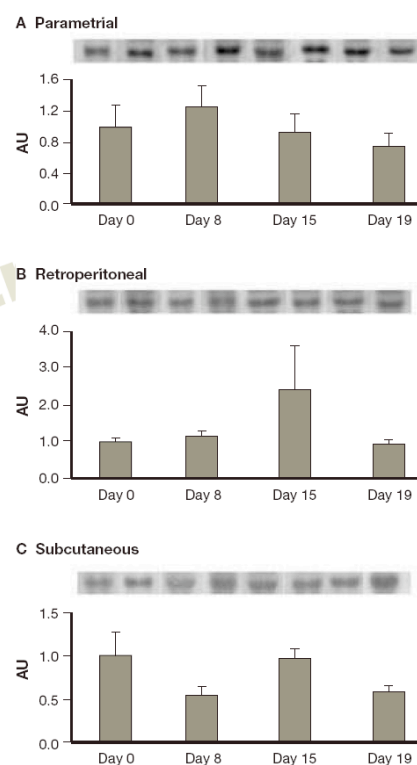 A Parametrial
1.6
1.2
0.8
0.4
0.0
AU
Day 0 Day 8 Day 15 Day 19
B Retroperitoneal
4.0
3.0
2.0
1.0
0.0
AU
Day 0 Day 8 Day 15 Day 19
C Subcutaneous
1.5
1.0
0.5
0.0
AU
Day 0 Day 8 Day 15 Day 19